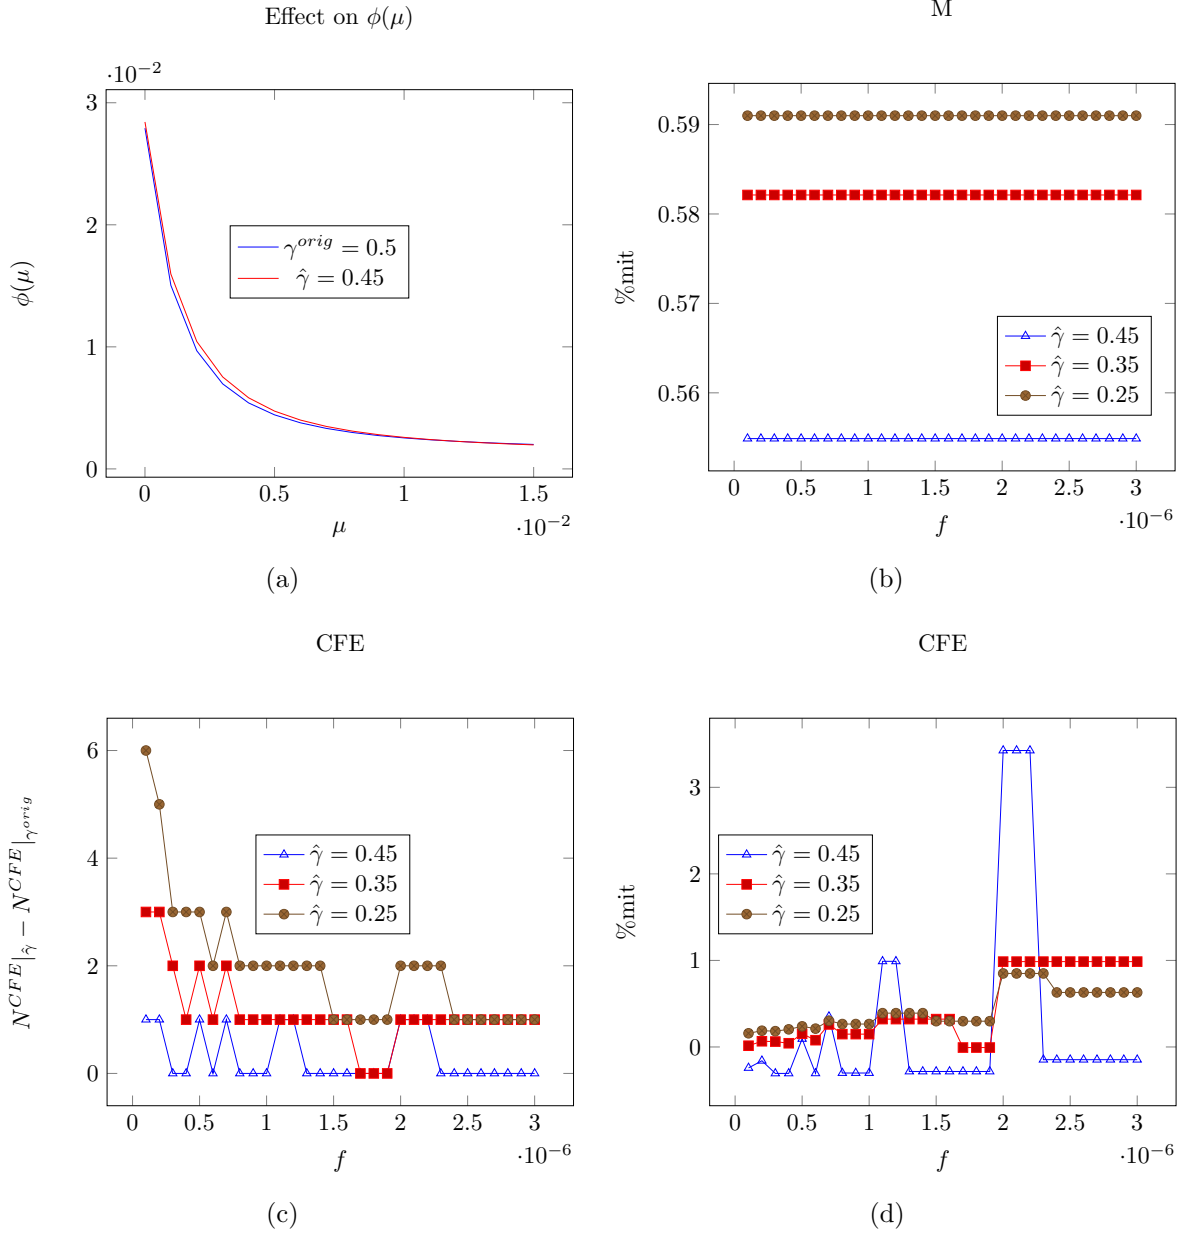 Effect on ϕ(μ)
·10⁻²
3
2
1
0
ϕ(μ)
γᵒʳⁱᵍ = 0.5
γ̂ = 0.45
0 0.5 1 1.5
·10⁻²
μ
(a)
M
0.59
0.58
0.57
0.56
%mit
γ̂ = 0.45
γ̂ = 0.35
γ̂ = 0.25
0 0.5 1 1.5 2 2.5 3
·10⁻⁶
f
(b)
CFE
6
4
2
0
N^{CFE}|_{γ̂} − N^{CFE}|_{γ^{orig}}
γ̂ = 0.45
γ̂ = 0.35
γ̂ = 0.25
0 0.5 1 1.5 2 2.5 3
·10⁻⁶
f
(c)
CFE
3
2
1
0
%mit
γ̂ = 0.45
γ̂ = 0.35
γ̂ = 0.25
0 0.5 1 1.5 2 2.5 3
·10⁻⁶
f
(d)